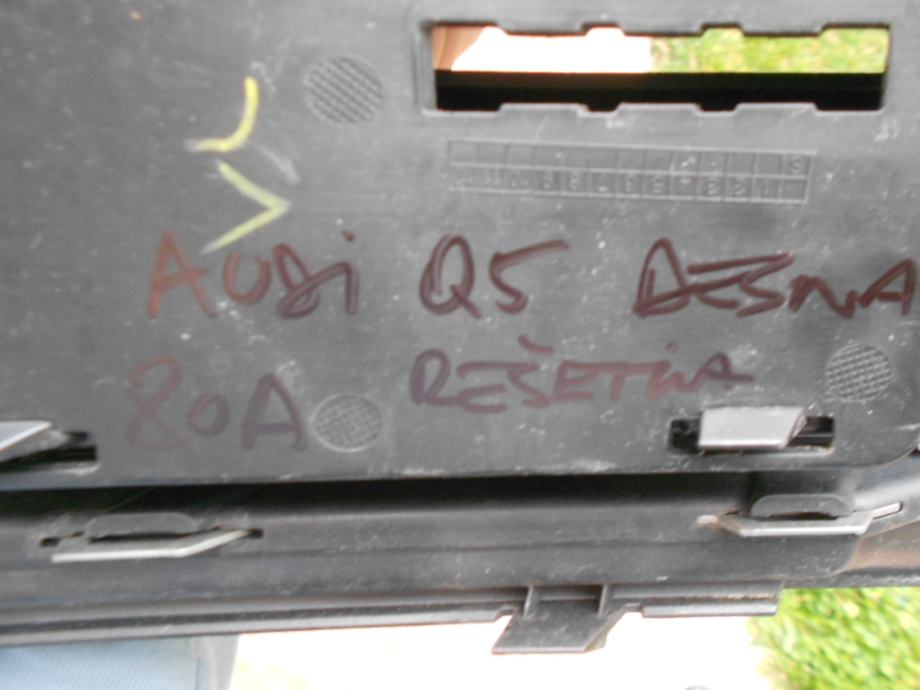 AUDi Q5 DESNA
80A REŠETKA